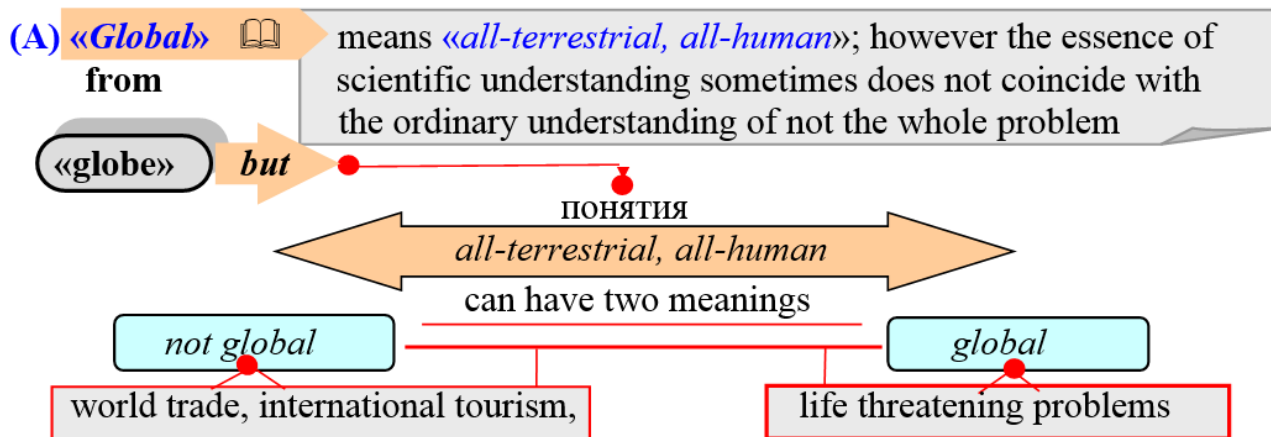 (A) «Global» means «all-terrestrial, all-human»; however the essence of
from scientific understanding sometimes does not coincide with
the ordinary understanding of not the whole problem
«globe» but
понятия
all-terrestrial, all-human
can have two meanings
not global global
world trade, international tourism, life threatening problems